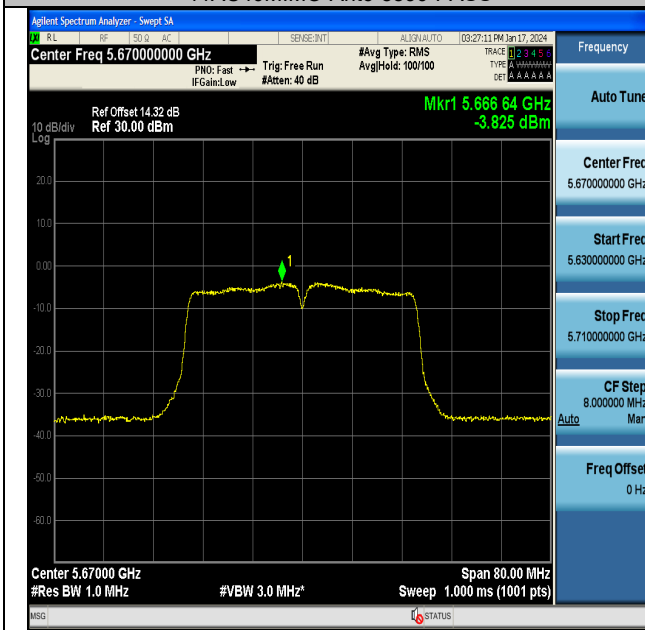 Agilent Spectrum Analyzer - Swept SA
LXI RL RF 50 Ω AC SENSE:INT ALIGN AUTO 03:27:11 PM Jan 17, 2024
Center Freq 5.670000000 GHz
PNO: Fast
IFGain:Low
Trig: Free Run
#Atten: 40 dB
#Avg Type: RMS
Avg|Hold: 100/100
TRACE 1 2 3 4 5 6
TYPE A
DET A A A A A A
Frequency
Auto Tune
Center Freq
5.670000000 GHz
Start Freq
5.630000000 GHz
Stop Freq
5.710000000 GHz
CF Step
8.000000 MHz
Auto Man
Freq Offset
0 Hz
Mkr1 5.666 64 GHz
-3.825 dBm
Ref Offset 14.32 dB
10 dB/div Ref 30.00 dBm
Log
20.0
10.0
0.00
-10.0
-20.0
-30.0
-40.0
-50.0
-60.0
1
Center 5.67000 GHz Span 80.00 MHz
#Res BW 1.0 MHz #VBW 3.0 MHz* Sweep 1.000 ms (1001 pts)
MSG STATUS